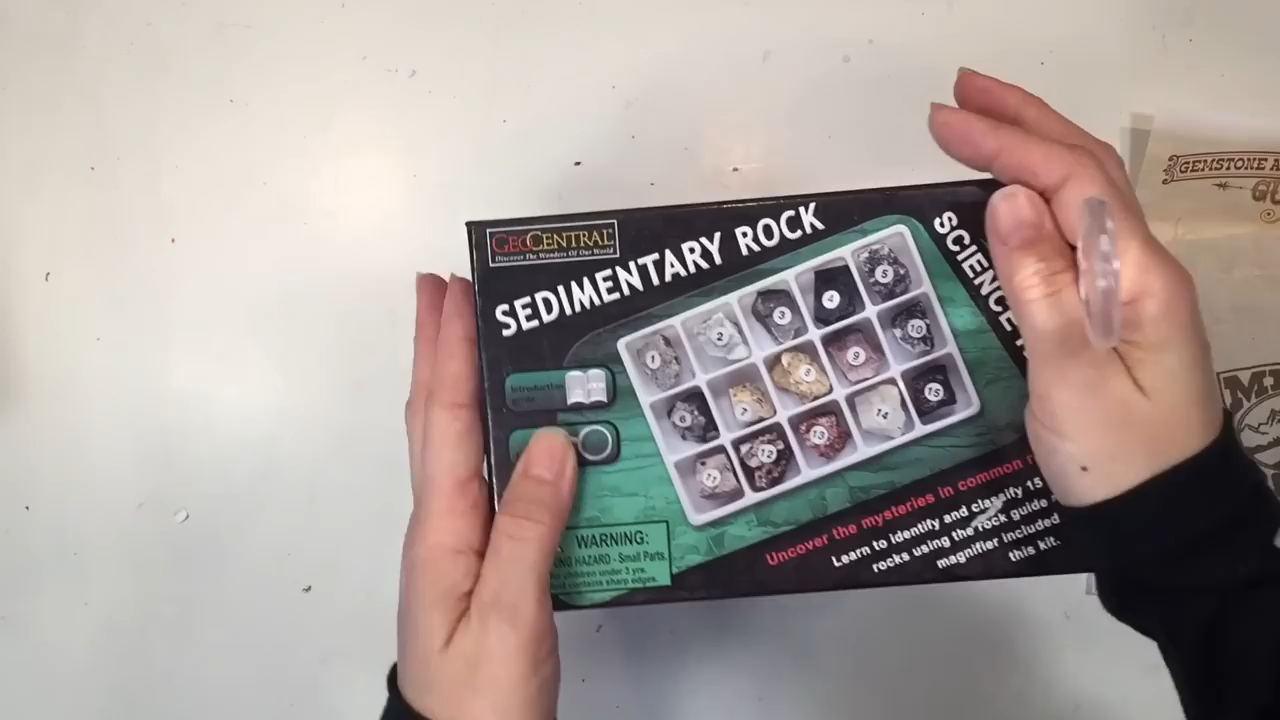 GEOCENTRAL
Discover The Wonders Of Our World
SEDIMENTARY ROCK
SCIENCE
Introduction
guide
1
2
3
4
5
6
7
8
9
10
11
12
13
14
15
WARNING:
HAZARD - Small Parts.
children under 3 yrs.
contains sharp edges.
Uncover the mysteries in common
Learn to identify and classify 15
rocks using the rock guide
magnifier included
this kit.
GEMSTONE